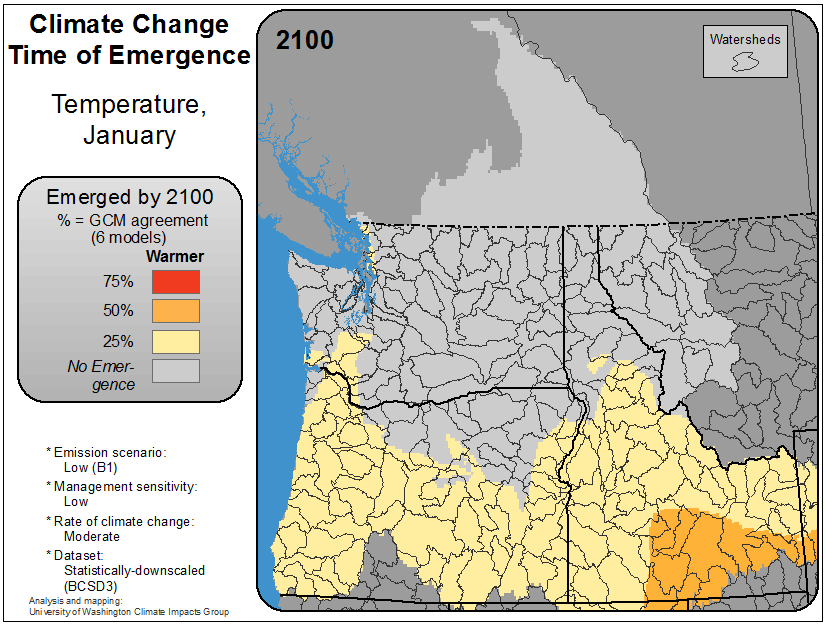 Climate Change
Time of Emergence
Temperature,
January
Emerged by 2100
% = GCM agreement
(6 models)
Warmer
75%
50%
25%
No Emer-
gence
* Emission scenario:
Low (B1)
* Management sensitivity:
Low
* Rate of climate change:
Moderate
* Dataset:
Statistically-downscaled
(BCSD3)
Analysis and mapping:
University of Washington Climate Impacts Group
2100
Watersheds